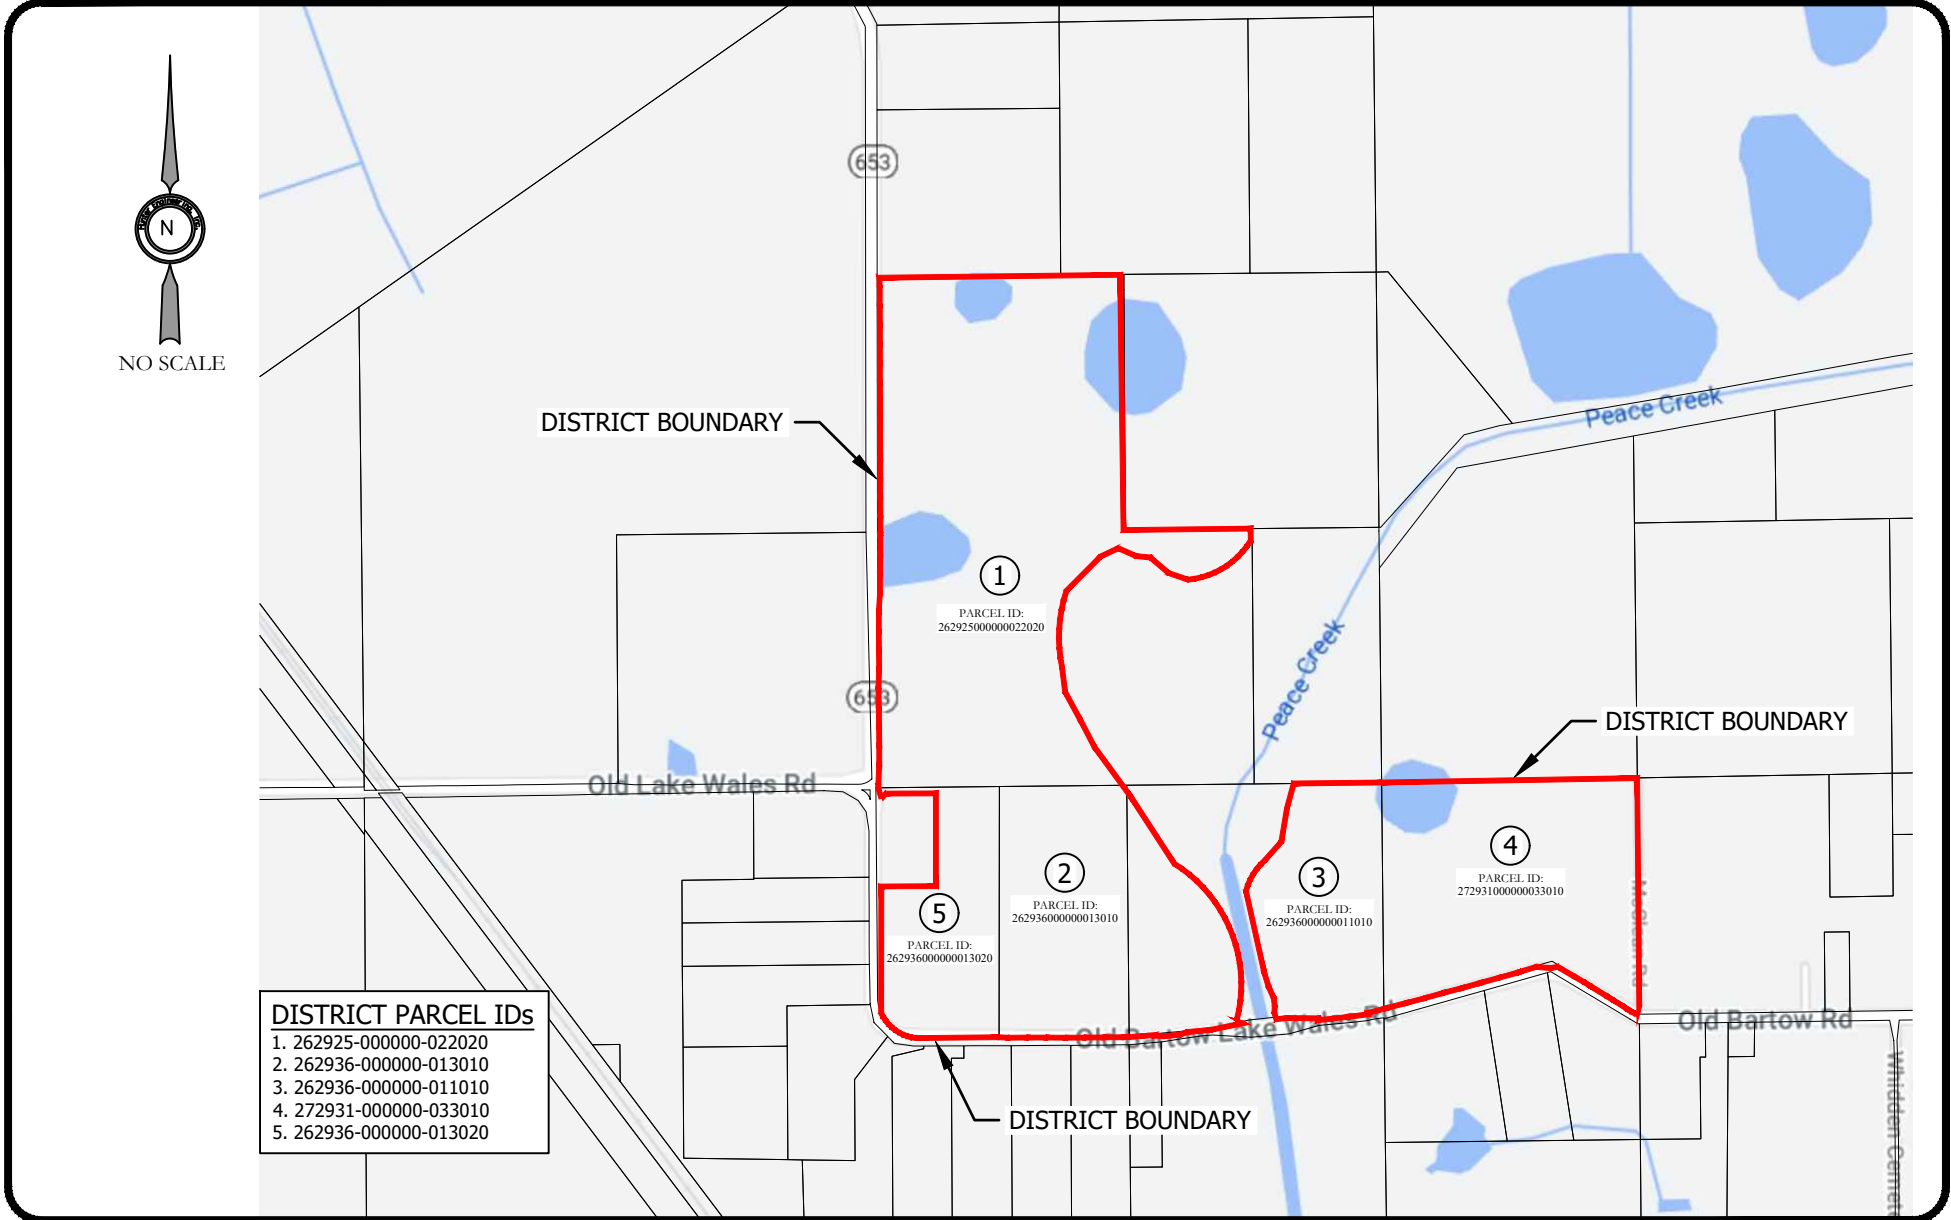 653
N
NO SCALE
DISTRICT BOUNDARY
Peace Creek
1
PARCEL ID:
262925000000022020
Peace Creek
653
DISTRICT BOUNDARY
Old Lake Wales Rd
2
PARCEL ID:
262936000000013010
3
PARCEL ID:
262936000000011010
4
PARCEL ID:
272931000000033010
5
PARCEL ID:
262936000000013020
Old Bartow Lake Wales Rd
Old Bartow Rd
DISTRICT BOUNDARY
DISTRICT PARCEL IDs
1. 262925-000000-022020
2. 262936-000000-013010
3. 262936-000000-011010
4. 272931-000000-033010
5. 262936-000000-013020
Whidden Cemete